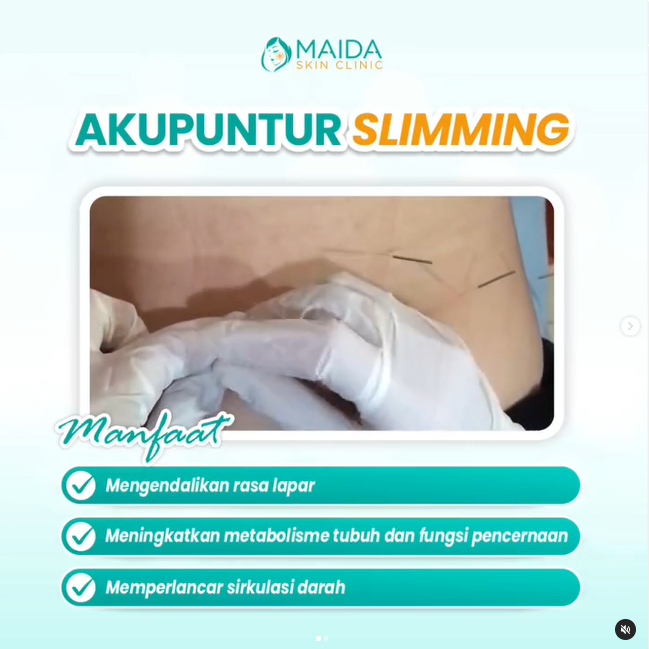 MAIDA
SKIN CLINIC
AKUPUNTUR SLIMMING
Manfaat
Mengendalikan rasa lapar
Meningkatkan metabolisme tubuh dan fungsi pencernaan
Memperlancar sirkulasi darah